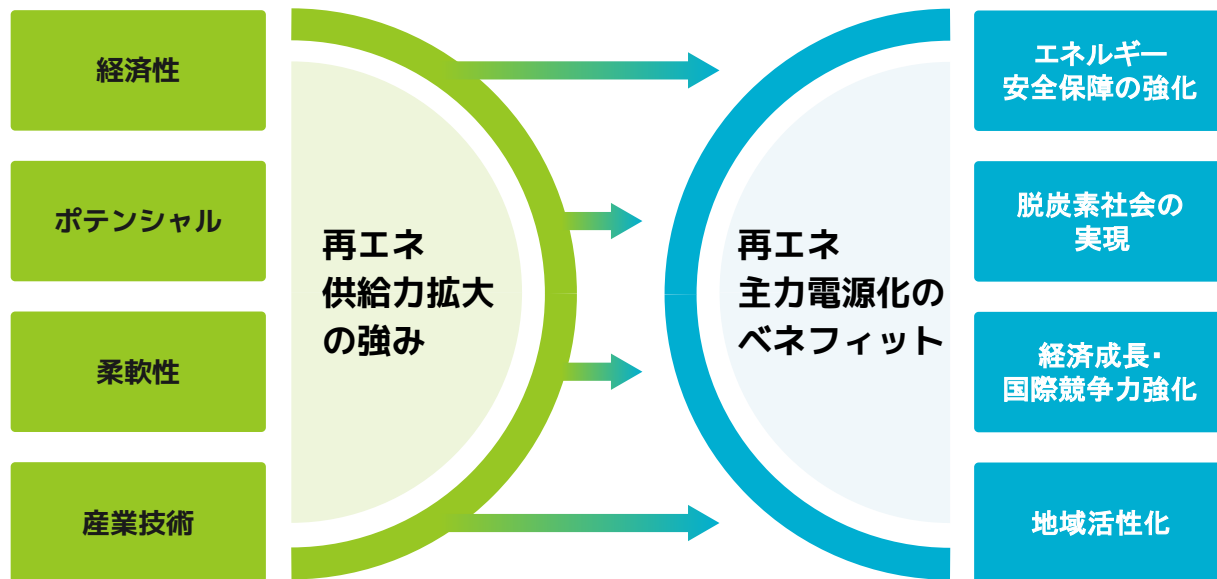 経済性
ポテンシャル
柔軟性
産業技術
再エネ
供給力拡大
の強み
再エネ
主力電源化の
ベネフィット
エネルギー
安全保障の強化
脱炭素社会の
実現
経済成長・
国際競争力強化
地域活性化